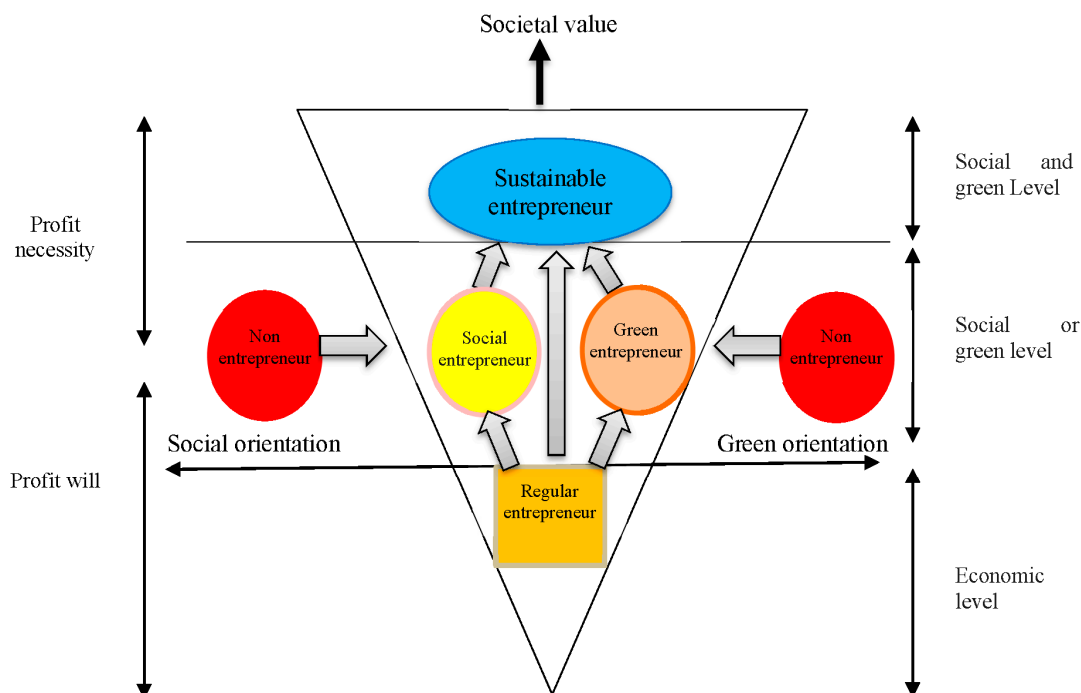 Societal value
Sustainable
entrepreneur
Social and
green Level
Profit
necessity
Non
entrepreneur
Social
entrepreneur
Green
entrepreneur
Non
entrepreneur
Social or
green level
Social orientation
Green orientation
Profit will
Regular
entrepreneur
Economic
level